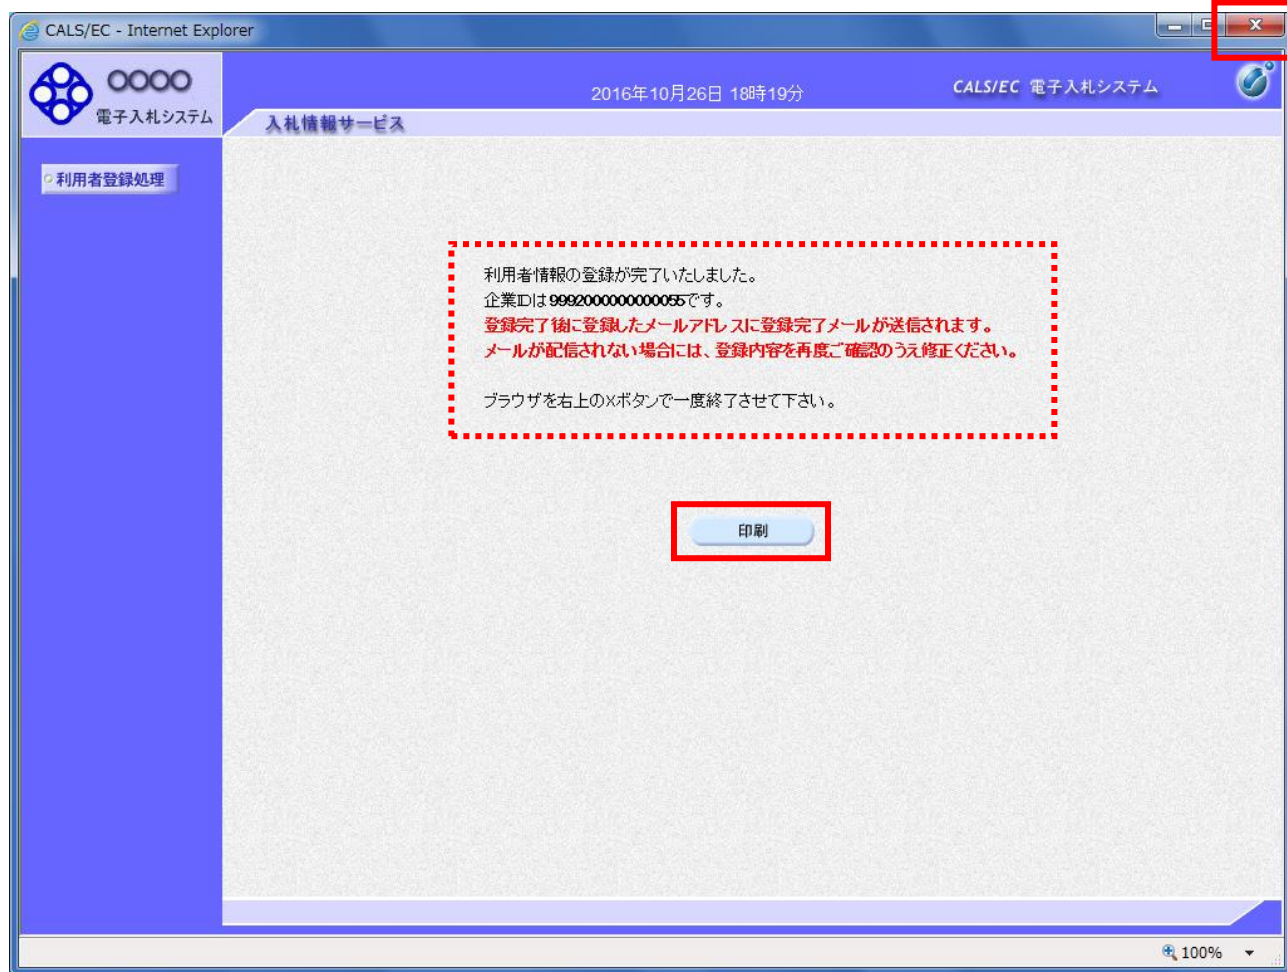 CALS/EC - Internet Explorer
〇〇〇〇
電子入札システム
2016年10月26日 18時19分
CALS/EC 電子入札システム
入札情報サービス
利用者登録処理
利用者情報の登録が完了いたしました。
企業IDは9992000000000055です。
登録完了後に登録したメールアドレスに登録完了メールが送信されます。
メールが配信されない場合には、登録内容を再度ご確認のうえ修正ください。
ブラウザを右上の×ボタンで一度終了させて下さい。
印刷
100%